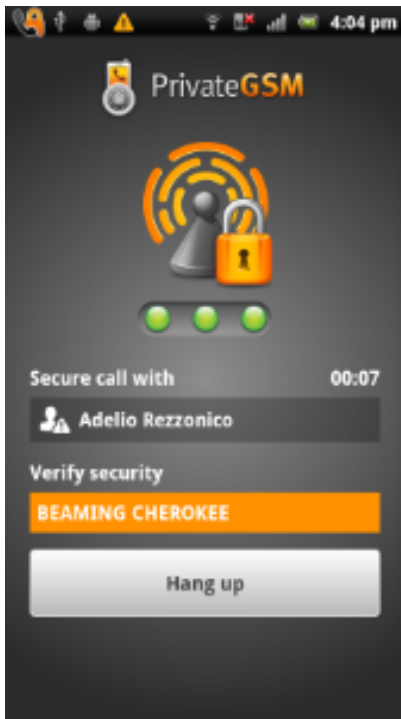 4:04 pm
PrivateGSM
Secure call with 00:07
Adelio Rezzonico
Verify security
BEAMING CHEROKEE
Hang up